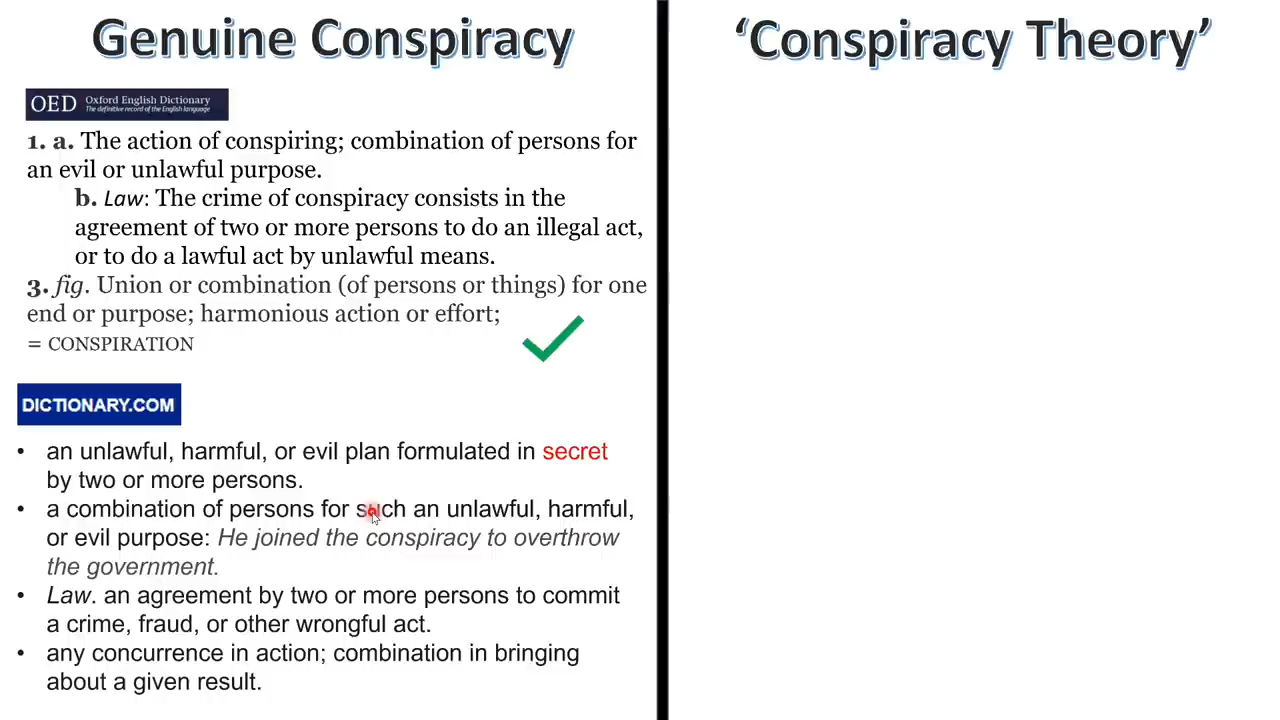 Genuine Conspiracy
‘Conspiracy Theory’
OED Oxford English Dictionary
The definitive record of the English language
1. a. The action of conspiring; combination of persons for
an evil or unlawful purpose.
b. Law: The crime of conspiracy consists in the
agreement of two or more persons to do an illegal act,
or to do a lawful act by unlawful means.
3. fig. Union or combination (of persons or things) for one
end or purpose; harmonious action or effort;
= CONSPIRATION
DICTIONARY.COM
• an unlawful, harmful, or evil plan formulated in secret
by two or more persons.
• a combination of persons for such an unlawful, harmful,
or evil purpose: He joined the conspiracy to overthrow
the government.
• Law. an agreement by two or more persons to commit
a crime, fraud, or other wrongful act.
• any concurrence in action; combination in bringing
about a given result.